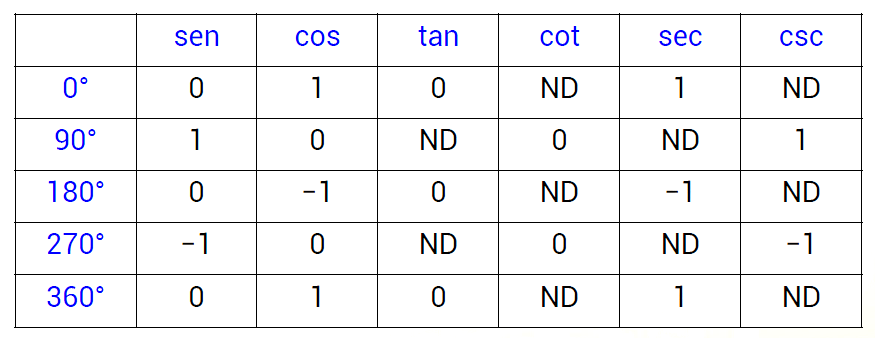 sen cos tan cot sec csc
0° 0 1 0 ND 1 ND
90° 1 0 ND 0 ND 1
180° 0 −1 0 ND −1 ND
270° −1 0 ND 0 ND −1
360° 0 1 0 ND 1 ND